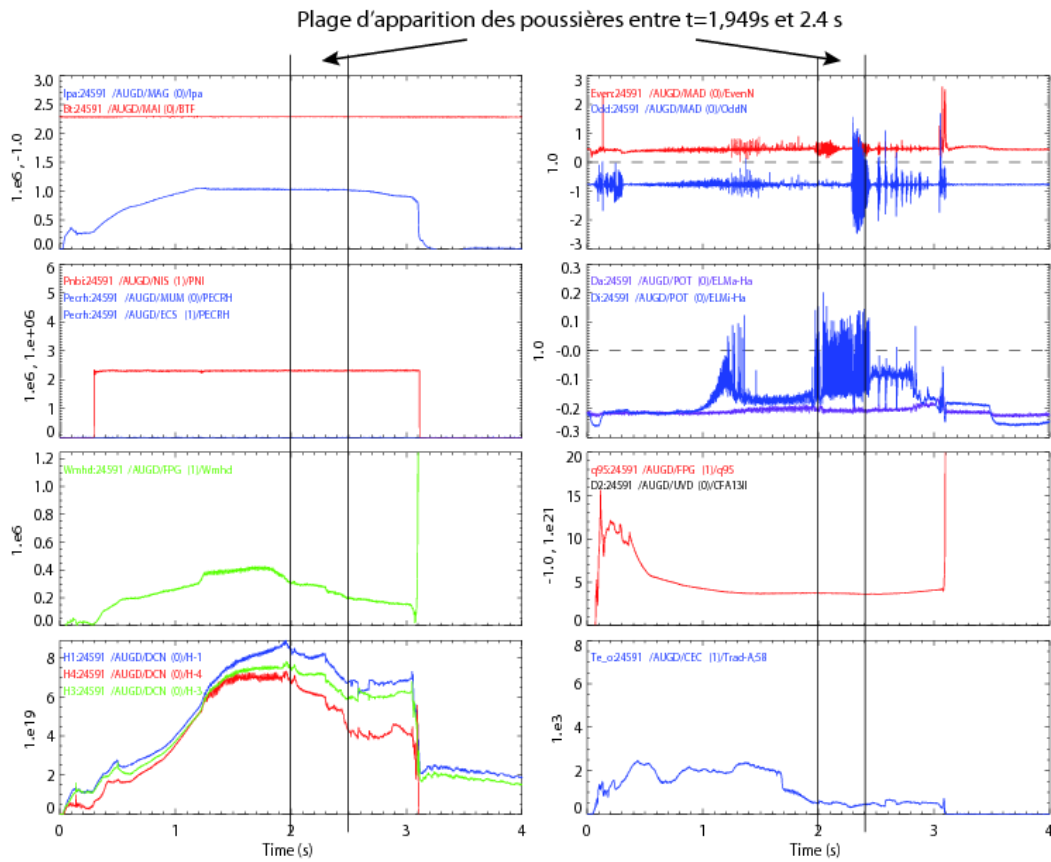 Plage d'apparition des poussières entre t=1,949s et 2.4 s
3.0
2.5
2.0
1.5
1.0
0.5
0.0
1.e6 , -1.0
Ipa:24591 /AUGD/MAG (0)/Ipa
Bt:24591 /AUGD/MAI (0)/BTF
3
2
1
0
-1
-2
-3
1.0
Even:24591 /AUGD/MAD (0)/EvenN
Odd:24591 /AUGD/MAD (0)/OddN
6
5
4
3
2
1
0
1.e6 , 1.e+06
Pnbi:24591 /AUGD/NIS (1)/PNI
Pecrh:24591 /AUGD/MUM (0)/PECRH
Pecrh:24591 /AUGD/ECS (1)/PECRH
0.3
0.2
0.1
-0.0
-0.1
-0.2
-0.3
1.0
Da:24591 /AUGD/POT (0)/ELMa-Ha
Di:24591 /AUGD/POT (0)/ELMi-Ha
1.2
1.0
0.8
0.6
0.4
0.2
0.0
1.e6
Wmhd:24591 /AUGD/FPG (1)/Wmhd
20
15
10
5
0
-1.0 , 1.e21
q95:24591 /AUGD/FPG (1)/q95
D2:24591 /AUGD/UVD (0)/CFA13II
8
6
4
2
0
1.e19
H1:24591 /AUGD/DCN (0)/H-1
H4:24591 /AUGD/DCN (0)/H-4
H3:24591 /AUGD/DCN (0)/H-3
0 1 2 3 4
Time (s)
8
6
4
2
0
1.e3
Te_o:24591 /AUGD/CEC (1)/Trad-A,58
0 1 2 3 4
Time (s)